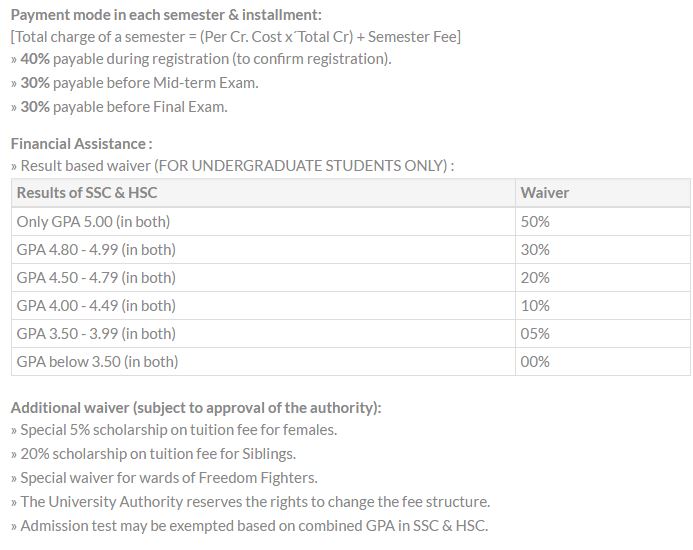 Payment mode in each semester & installment:
[Total charge of a semester = (Per Cr. Cost x´Total Cr) + Semester Fee]
» 40% payable during registration (to confirm registration).
» 30% payable before Mid-term Exam.
» 30% payable before Final Exam.
Financial Assistance :
» Result based waiver (FOR UNDERGRADUATE STUDENTS ONLY) :
Results of SSC & HSC Waiver
Only GPA 5.00 (in both) 50%
GPA 4.80 - 4.99 (in both) 30%
GPA 4.50 - 4.79 (in both) 20%
GPA 4.00 - 4.49 (in both) 10%
GPA 3.50 - 3.99 (in both) 05%
GPA below 3.50 (in both) 00%
Additional waiver (subject to approval of the authority):
» Special 5% scholarship on tuition fee for females.
» 20% scholarship on tuition fee for Siblings.
» Special waiver for wards of Freedom Fighters.
» The University Authority reserves the rights to change the fee structure.
» Admission test may be exempted based on combined GPA in SSC & HSC.